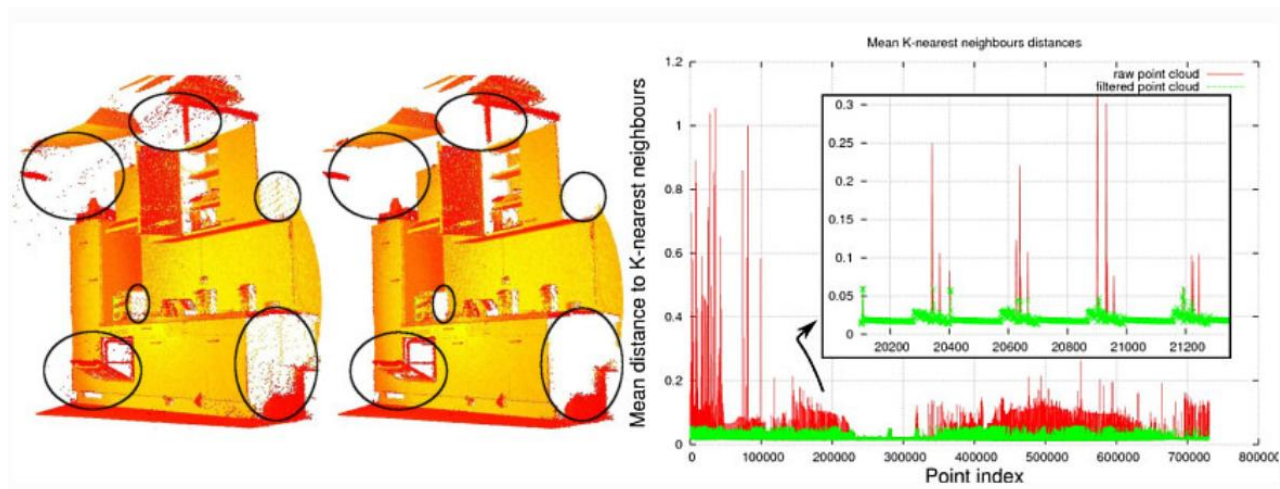 Mean K-nearest neighbours distances
Mean distance to K-nearest neighbours
1.2
1
0.8
0.6
0.4
0.2
0
raw point cloud
filtered point cloud
0.3
0.25
0.2
0.15
0.1
0.05
0
20200 20400 20600 20800 21000 21200
0 100000 200000 300000 400000 500000 600000 700000 80000
Point index